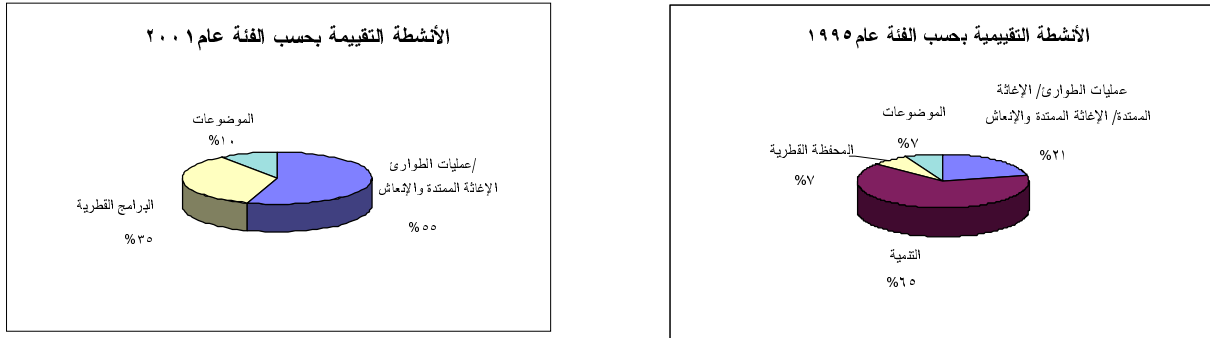 الأنشطة التقييمية بحسب الفئة عام ١٩٩٥
عمليات الطوارئ/ الإغاثة
الممتدة/ الإغاثة الممتدة والإنعاش
%٢١
الموضوعات
%٧
المحفظة القطرية
%٧
التنمية
%٦٥
الأنشطة التقييمة بحسب الفئة عام ٢٠٠١
الموضوعات
%١٠
/عمليات الطوارئ
الإغاثة الممتدة والإنعاش
%٥٥
البرامج القطرية
%٣٥